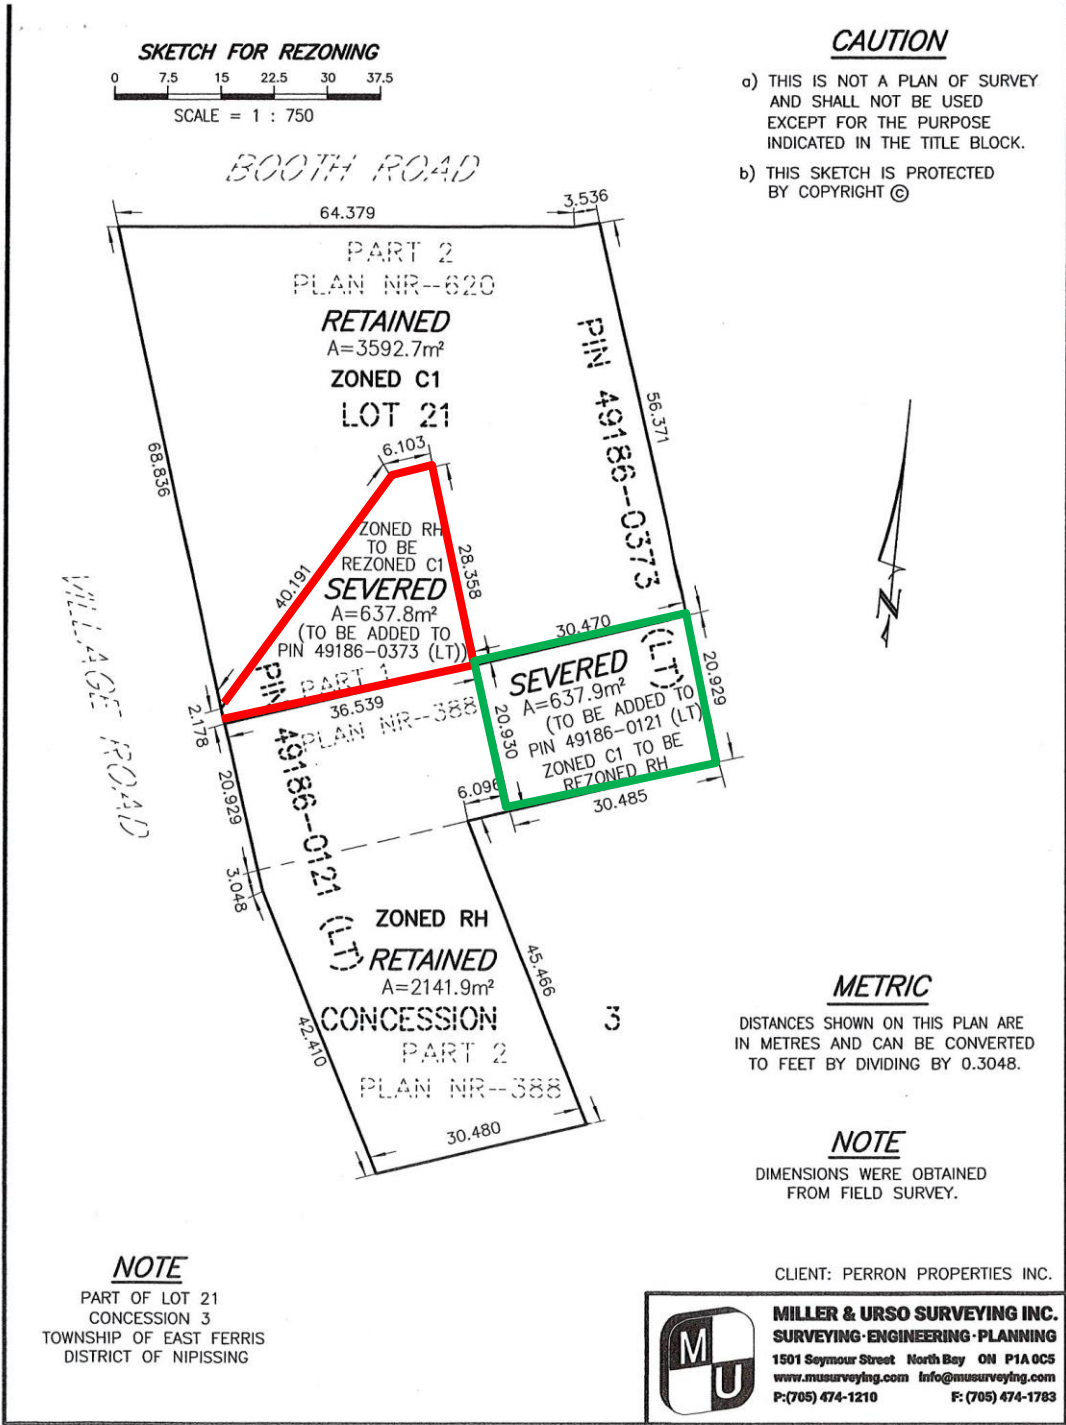 SKETCH FOR REZONING
0 7.5 15 22.5 30 37.5
SCALE = 1 : 750
CAUTION
a) THIS IS NOT A PLAN OF SURVEY
AND SHALL NOT BE USED
EXCEPT FOR THE PURPOSE
INDICATED IN THE TITLE BLOCK.
b) THIS SKETCH IS PROTECTED
BY COPYRIGHT ©
BOOTH ROAD
64.379
3.536
PART 2
PLAN NR--620
RETAINED
A=3592.7m²
ZONED C1
LOT 21
PIN 49186--0373 (LT)
56.371
68.836
6.103
40.191
28.358
ZONED RH
TO BE
REZONED C1
SEVERED
A=637.8m²
(TO BE ADDED TO
PIN 49186-0373 (LT))
PART 1
36.539
PLAN NR--388
VILLAGE ROAD
2.178
20.929
3.048
PIN 49186--0121 (LT)
30.470
SEVERED
A=637.9m²
(TO BE ADDED TO
PIN 49186-0121 (LT)
ZONED C1 TO BE
REZONED RH
20.930
20.929
6.096
30.485
N
ZONED RH
RETAINED
A=2141.9m²
CONCESSION 3
PART 2
PLAN NR--388
42.410
45.466
30.480
METRIC
DISTANCES SHOWN ON THIS PLAN ARE
IN METRES AND CAN BE CONVERTED
TO FEET BY DIVIDING BY 0.3048.
NOTE
DIMENSIONS WERE OBTAINED
FROM FIELD SURVEY.
NOTE
PART OF LOT 21
CONCESSION 3
TOWNSHIP OF EAST FERRIS
DISTRICT OF NIPISSING
CLIENT: PERRON PROPERTIES INC.
MU
MILLER & URSO SURVEYING INC.
SURVEYING·ENGINEERING·PLANNING
1501 Seymour Street North Bay ON P1A 0C5
www.musurveying.com info@musurveying.com
P:(705) 474-1210 F: (705) 474-1783